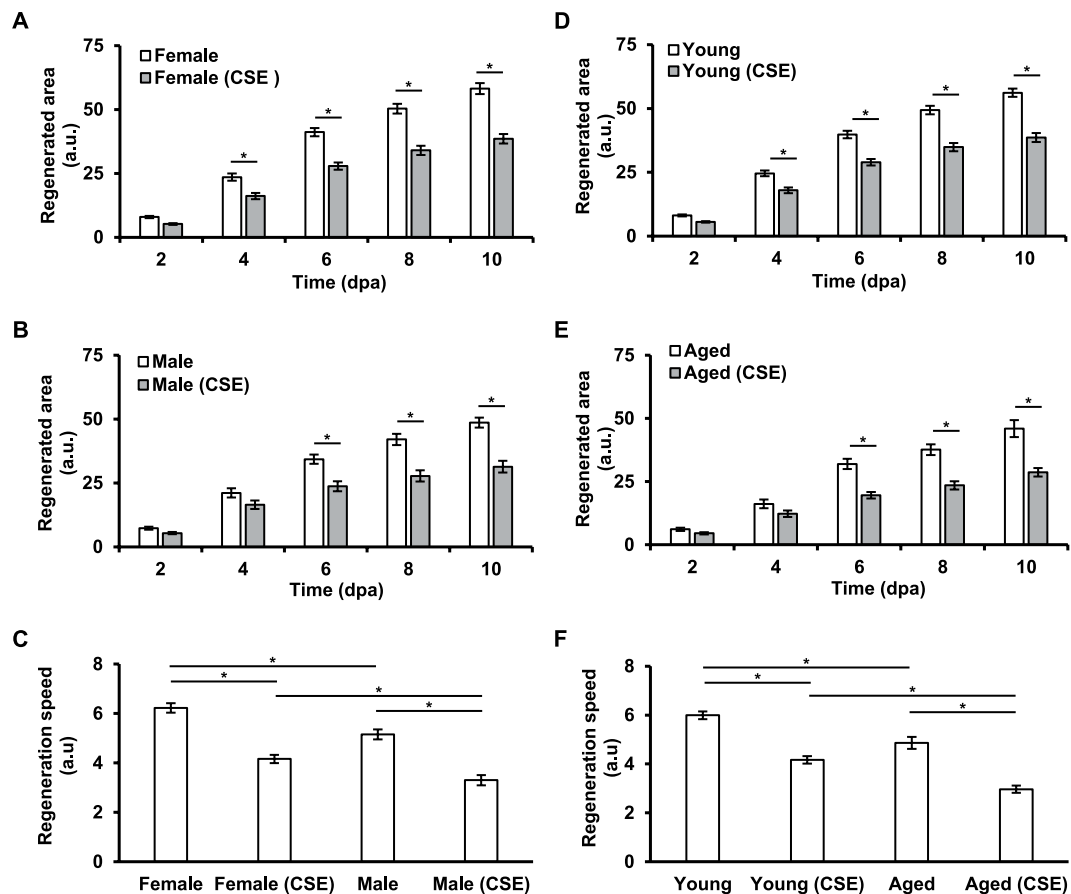 A
Regenerated area
(a.u.)
75
50
25
0
Female
Female (CSE )
*
*
*
*
2 4 6 8 10
Time (dpa)
B
Regenerated area
(a.u.)
75
50
25
0
Male
Male (CSE)
*
*
*
2 4 6 8 10
Time (dpa)
C
Regeneration speed
(a.u)
8
6
4
2
0
*
*
*
*
Female Female (CSE) Male Male (CSE)
D
Regenerated area
(a.u.)
75
50
25
0
Young
Young (CSE)
*
*
*
*
2 4 6 8 10
Time (dpa)
E
Regenerated area
(a.u.)
75
50
25
0
Aged
Aged (CSE)
*
*
*
2 4 6 8 10
Time (dpa)
F
Regeneration speed
(a.u)
8
6
4
2
0
*
*
*
*
Young Young (CSE) Aged Aged (CSE)